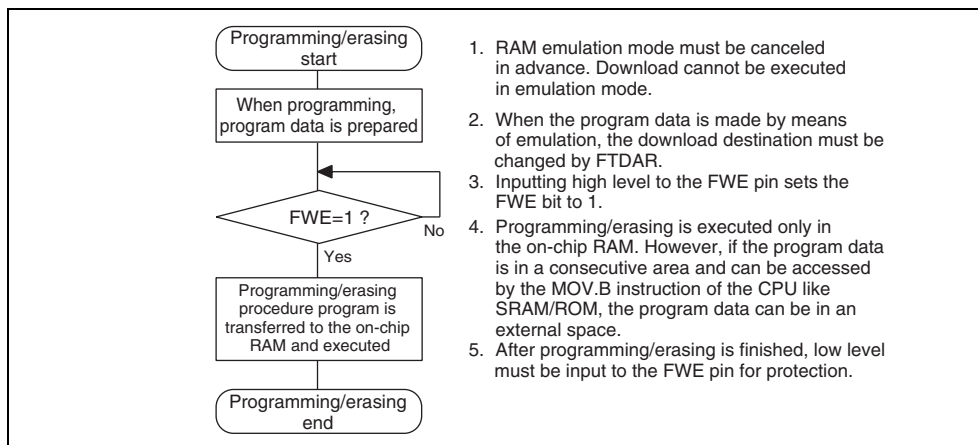 Programming/erasing
start
When programming,
program data is prepared
FWE=1 ?
No
Yes
Programming/erasing
procedure program is
transferred to the on-chip
RAM and executed
Programming/erasing
end
1. RAM emulation mode must be canceled
in advance. Download cannot be executed
in emulation mode.
2. When the program data is made by means
of emulation, the download destination must be
changed by FTDAR.
3. Inputting high level to the FWE pin sets the
FWE bit to 1.
4. Programming/erasing is executed only in
the on-chip RAM. However, if the program data
is in a consecutive area and can be accessed
by the MOV.B instruction of the CPU like
SRAM/ROM, the program data can be in an
external space.
5. After programming/erasing is finished, low level
must be input to the FWE pin for protection.